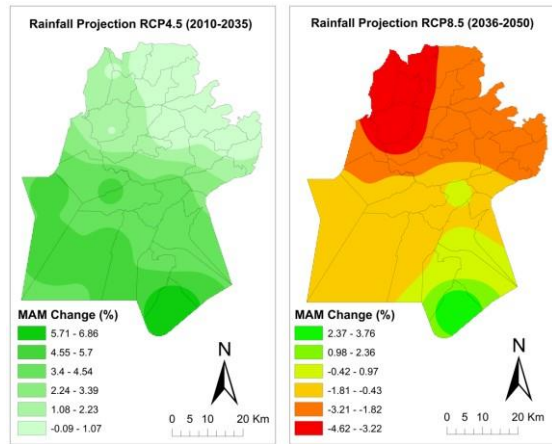 Rainfall Projection RCP4.5 (2010-2035)
MAM Change (%)
5.71 - 6.86
4.55 - 5.7
3.4 - 4.54
2.24 - 3.39
1.08 - 2.23
-0.09 - 1.07
N
0 5 10 20 Km
Rainfall Projection RCP8.5 (2036-2050)
MAM Change (%)
2.37 - 3.76
0.98 - 2.36
-0.42 - 0.97
-1.81 - -0.43
-3.21 - -1.82
-4.62 - -3.22
N
0 5 10 20 Km